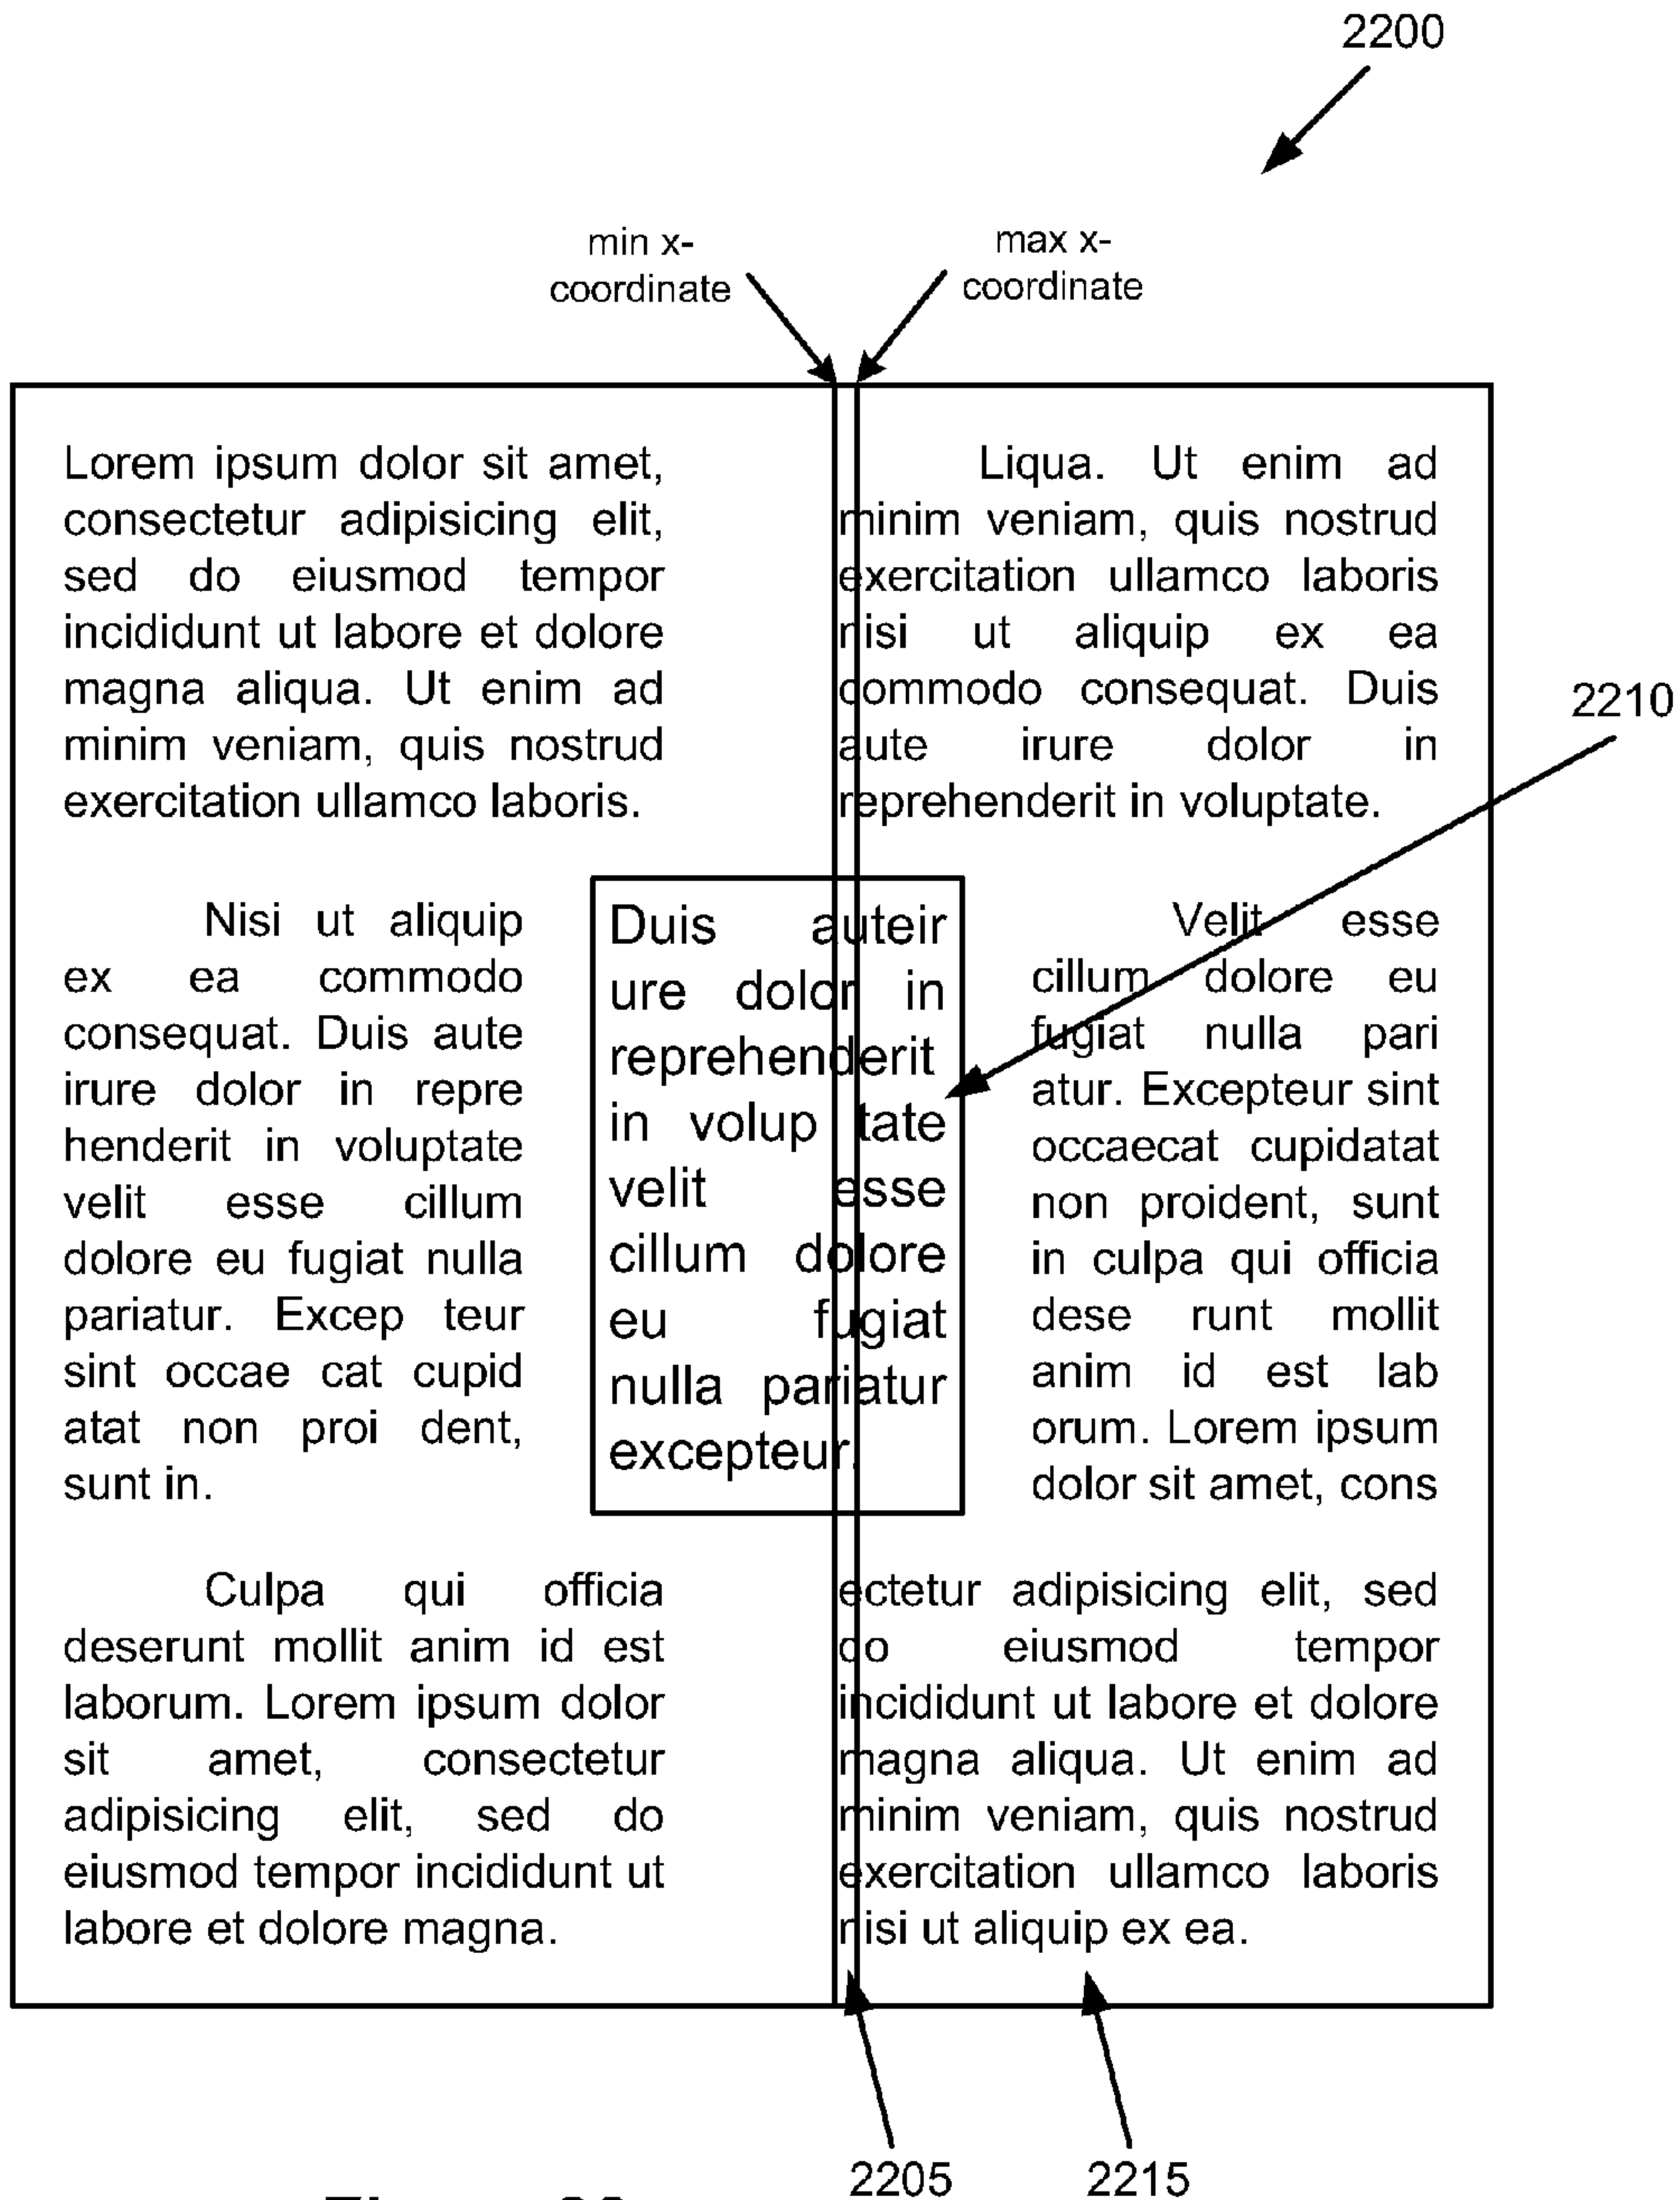 2200
min x-
coordinate
max x-
coordinate
Lorem ipsum dolor sit amet,
consectetur adipisicing elit,
sed do eiusmod tempor
incididunt ut labore et dolore
magna aliqua. Ut enim ad
minim veniam, quis nostrud
exercitation ullamco laboris.
Nisi ut aliquip
ex ea commodo
consequat. Duis aute
irure dolor in repre
henderit in voluptate
velit esse cillum
dolore eu fugiat nulla
pariatur. Excep teur
sint occae cat cupid
atat non proi dent,
sunt in.
Culpa qui officia
deserunt mollit anim id est
laborum. Lorem ipsum dolor
sit amet, consectetur
adipisicing elit, sed do
eiusmod tempor incididunt ut
labore et dolore magna.
Duis auteir
ure dolor in
reprehenderit
in volup tate
velit esse
cillum dolore
eu fugiat
nulla pariatur
excepteur.
Liqua. Ut enim ad
minim veniam, quis nostrud
exercitation ullamco laboris
nisi ut aliquip ex ea
commodo consequat. Duis
aute irure dolor in
reprehenderit in voluptate.
Velit esse
cillum dolore eu
fugiat nulla pari
atur. Excepteur sint
occaecat cupidatat
non proident, sunt
in culpa qui officia
dese runt mollit
anim id est lab
orum. Lorem ipsum
dolor sit amet, cons
ectetur adipisicing elit, sed
do eiusmod tempor
incididunt ut labore et dolore
magna aliqua. Ut enim ad
minim veniam, quis nostrud
exercitation ullamco laboris
nisi ut aliquip ex ea.
2210
2205
2215